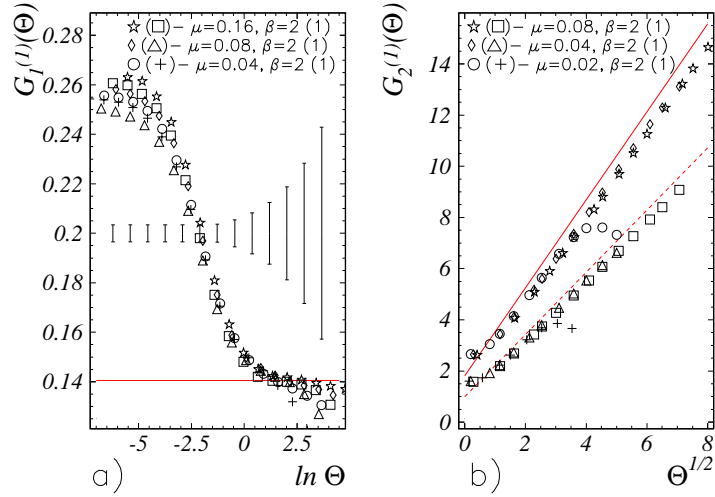 G₁⁽¹⁾(Θ)
☆(□)- μ=0.16, β=2 (1)
◇(△)- μ=0.08, β=2 (1)
○(+)- μ=0.04, β=2 (1)
0.28
0.26
0.24
0.22
0.2
0.18
0.16
0.14
-5
-2.5
0
2.5
a)
ln Θ
G₂⁽¹⁾(Θ)
☆(□)- μ=0.08, β=2 (1)
◇(△)- μ=0.04, β=2 (1)
○(+)- μ=0.02, β=2 (1)
14
12
10
8
6
4
2
0
0
2
4
6
8
b)
Θ^1/2